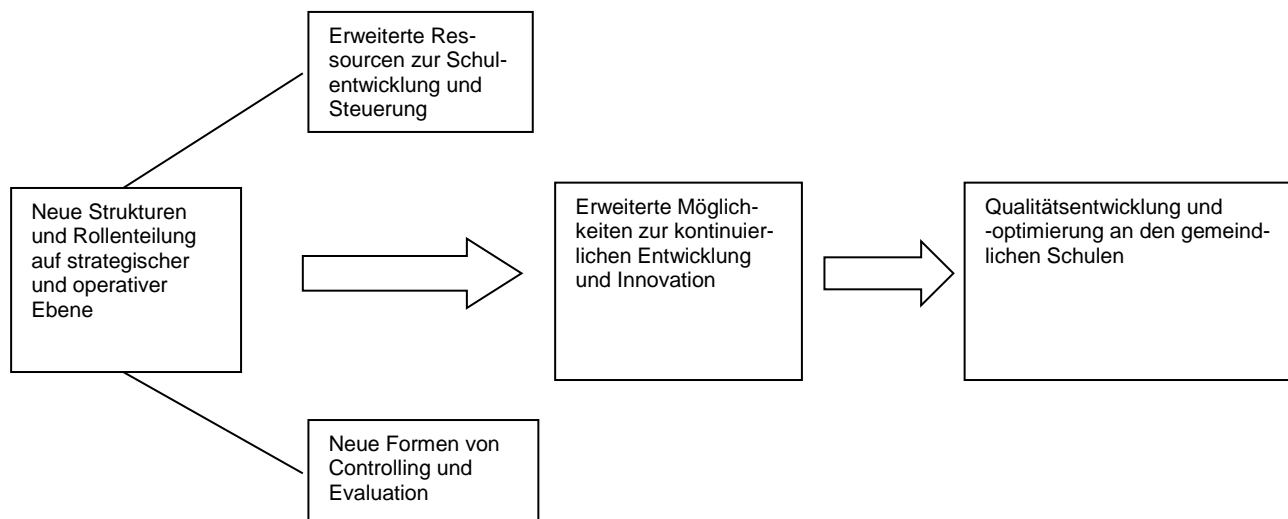 Erweiterte Res-
sourcen zur Schul-
entwicklung und
Steuerung
Neue Strukturen
und Rollenteilung
auf strategischer
und operativer
Ebene
Erweiterte Möglich-
keiten zur kontinuier-
lichen Entwicklung
und Innovation
Qualitätsentwicklung und
-optimierung an den gemeind-
lichen Schulen
Neue Formen von
Controlling und
Evaluation